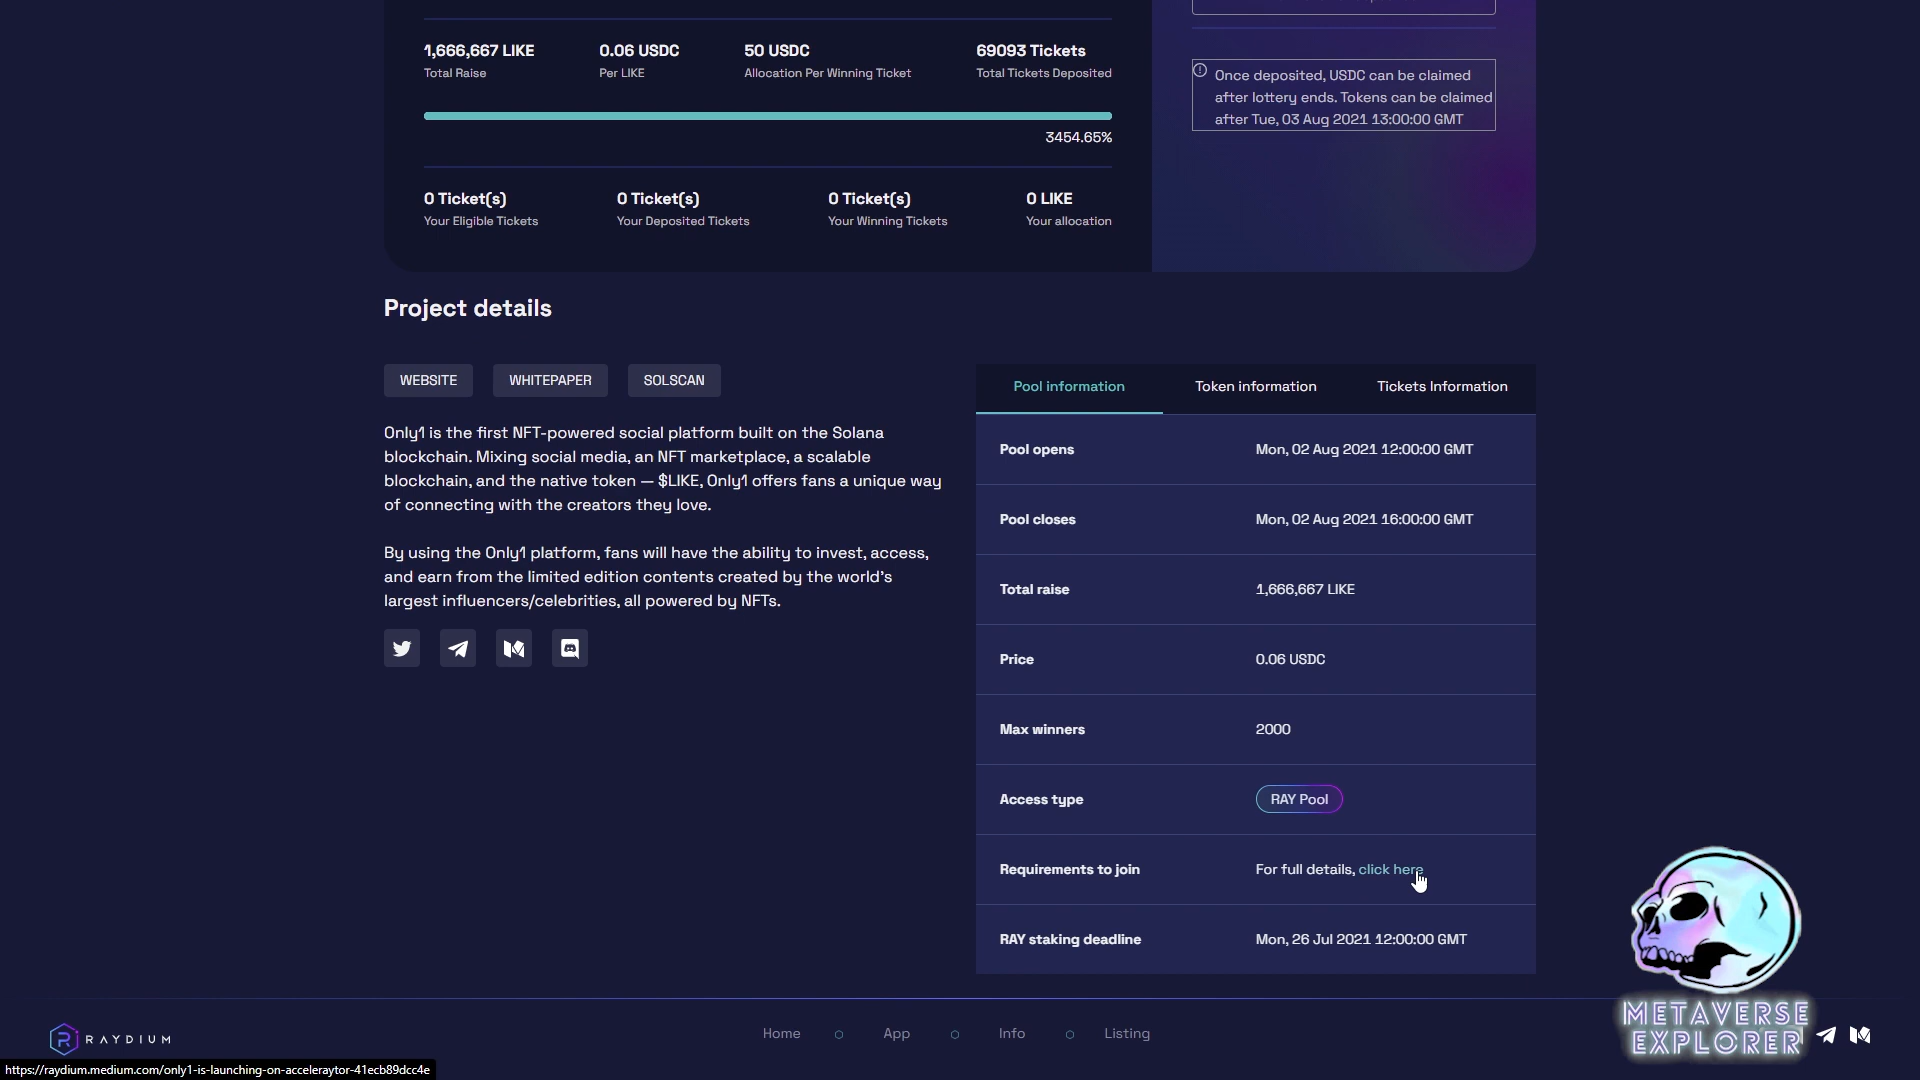 1,666,667 LIKE
0.06 USDC
50 USDC
69093 Tickets
Total Raise
Per LIKE
Allocation Per Winning Ticket
Total Tickets Deposited
3454.65%
0 Ticket(s)
0 Ticket(s)
0 Ticket(s)
0 LIKE
Your Eligible Tickets
Your Deposited Tickets
Your Winning Tickets
Your allocation
Once deposited, USDC can be claimed
after lottery ends. Tokens can be claimed
after Tue, 03 Aug 2021 13:00:00 GMT
Project details
WEBSITE
WHITEPAPER
SOLSCAN
Only1 is the first NFT-powered social platform built on the Solana
blockchain. Mixing social media, an NFT marketplace, a scalable
blockchain, and the native token — $LIKE, Only1 offers fans a unique way
of connecting with the creators they love.
By using the Only1 platform, fans will have the ability to invest, access,
and earn from the limited edition contents created by the world's
largest influencers/celebrities, all powered by NFTs.
Pool information
Token information
Tickets Information
Pool opens
Mon, 02 Aug 2021 12:00:00 GMT
Pool closes
Mon, 02 Aug 2021 16:00:00 GMT
Total raise
1,666,667 LIKE
Price
0.06 USDC
Max winners
2000
Access type
RAY Pool
Requirements to join
For full details, click here
RAY staking deadline
Mon, 26 Jul 2021 12:00:00 GMT
RAYDIUM
Home
App
Info
Listing
METAVERSE
EXPLORER
https://raydium.medium.com/only1-is-launching-on-acceleraytor-41ecb89dcc4e